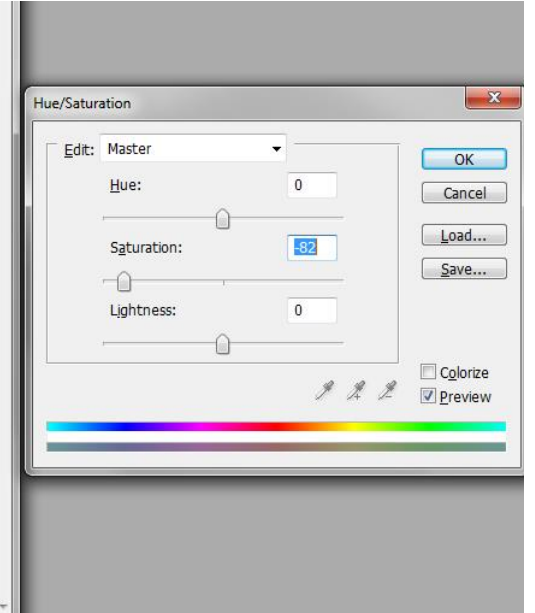 Hue/Saturation
Edit: Master
Hue: 0
Saturation: -82
Lightness: 0
OK
Cancel
Load...
Save...
Colorize
Preview